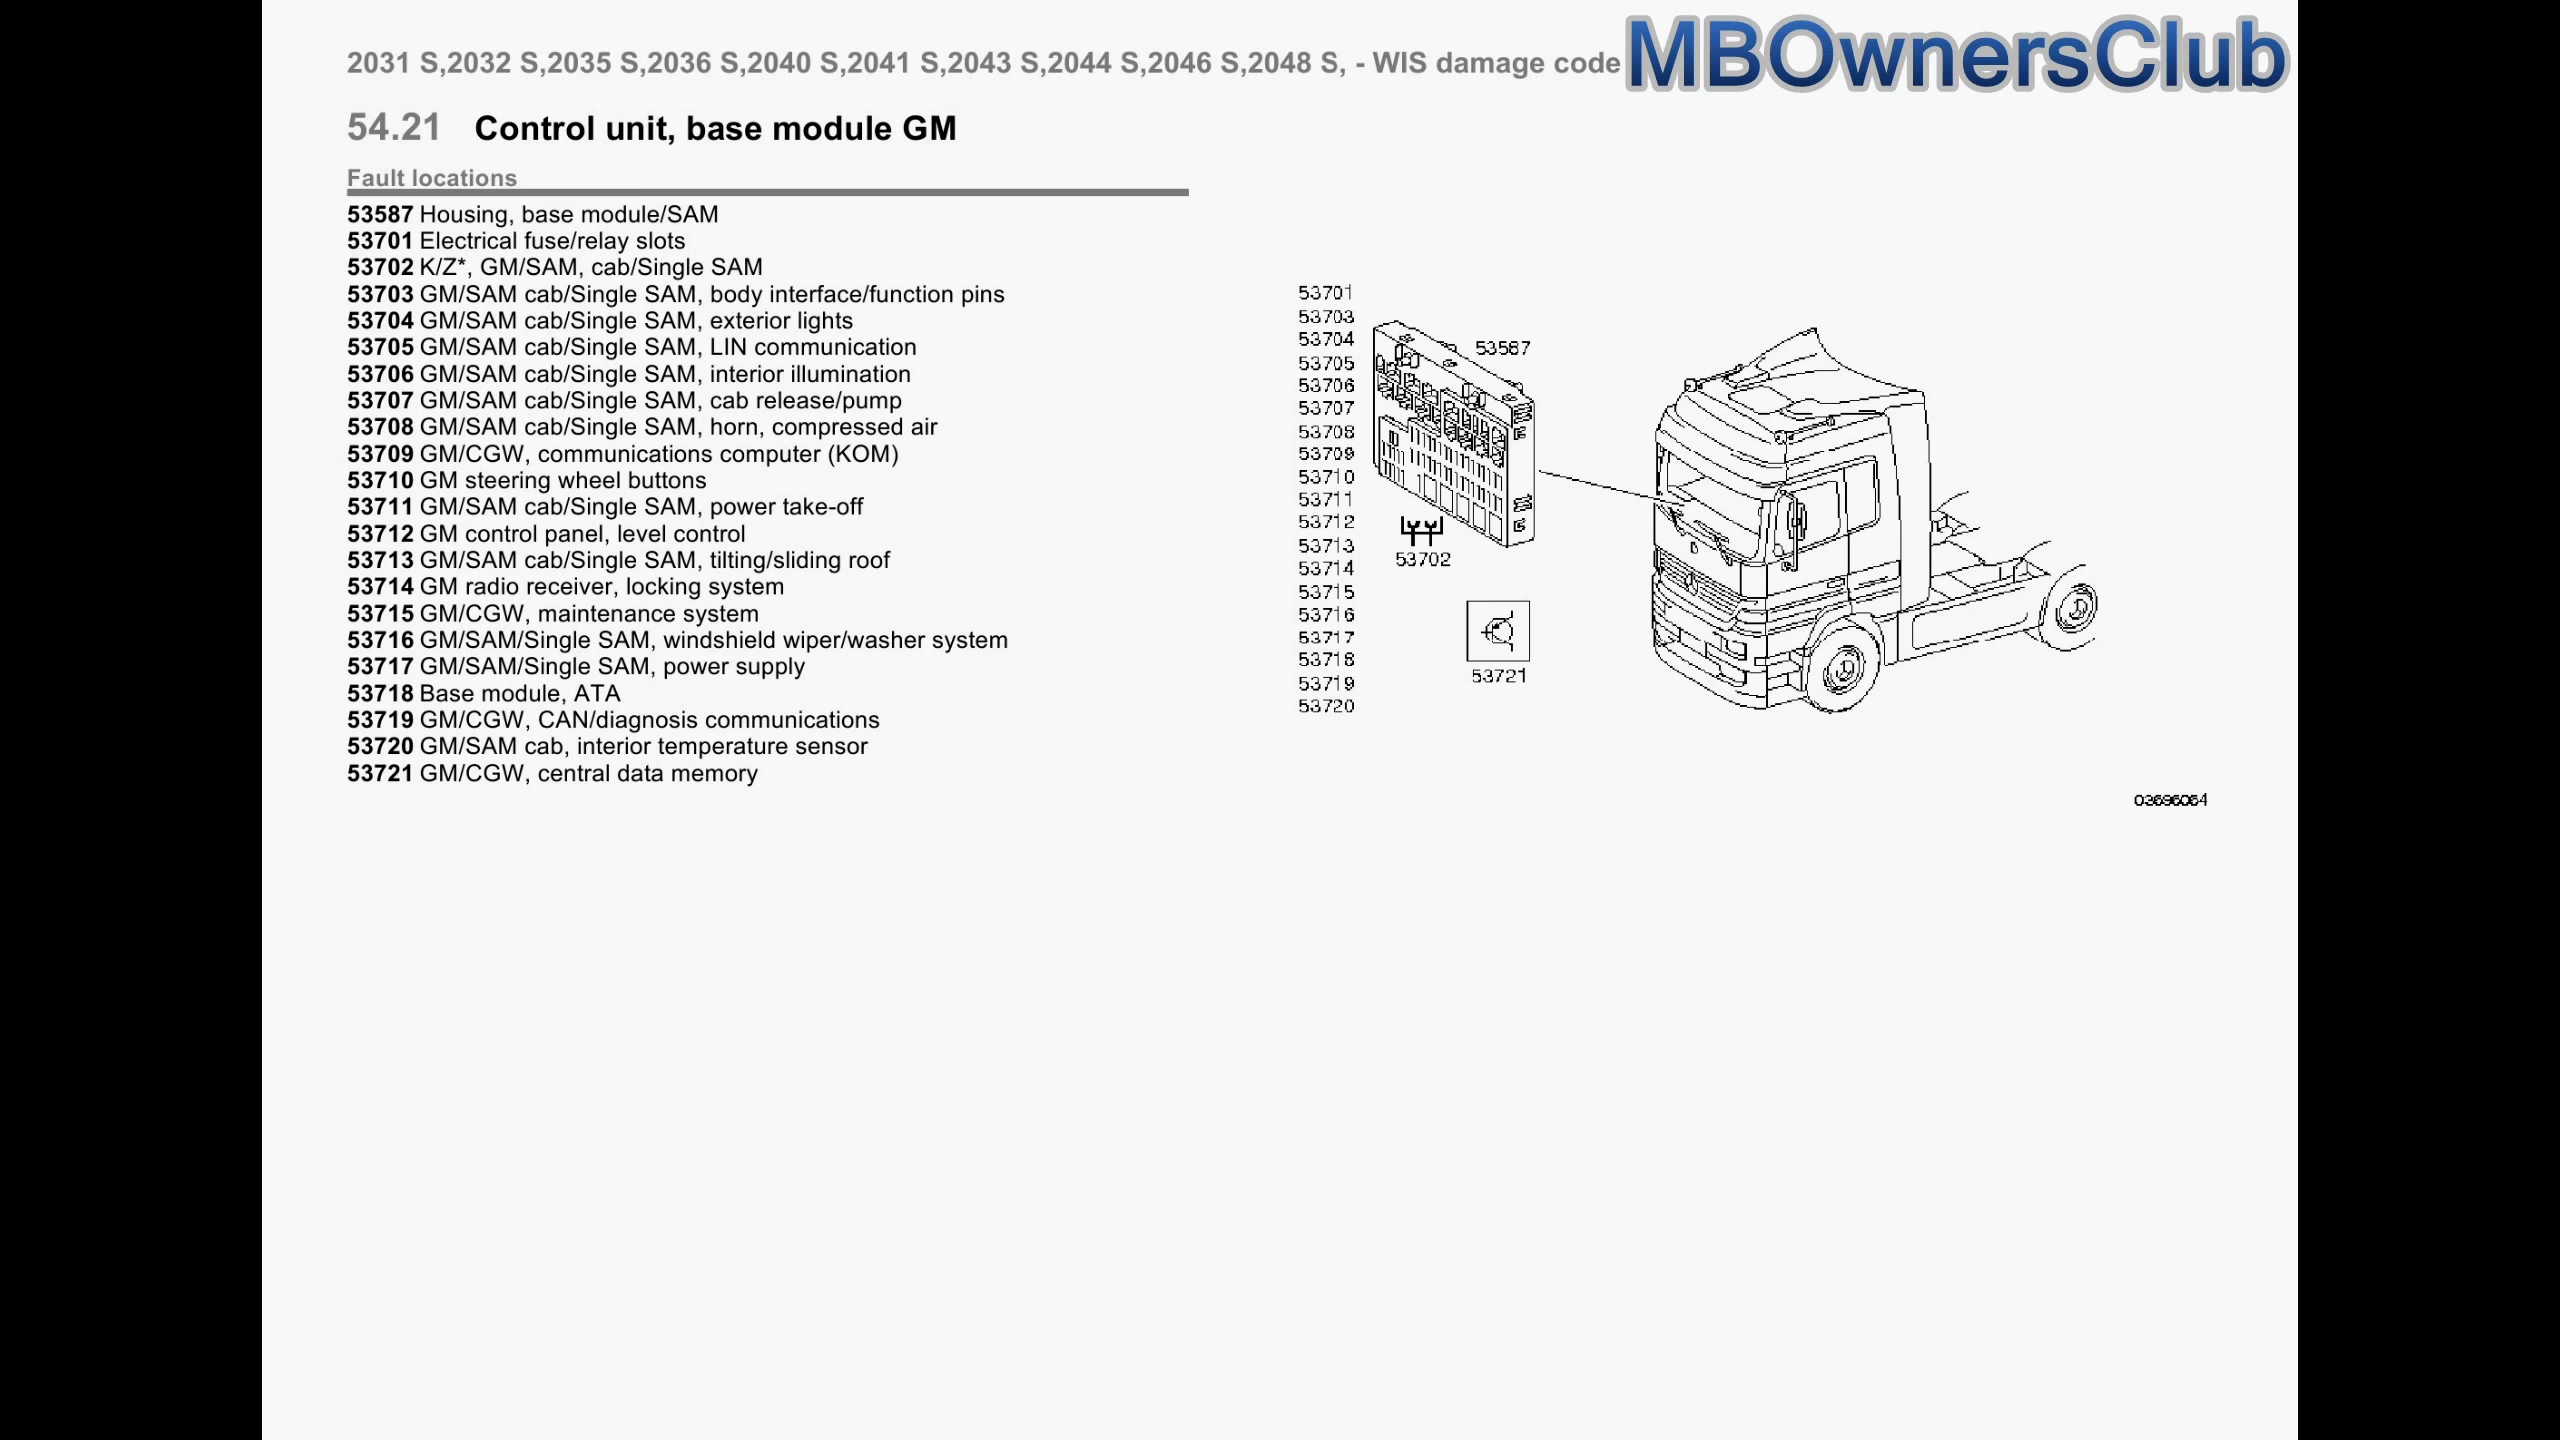 2031 S,2032 S,2035 S,2036 S,2040 S,2041 S,2043 S,2044 S,2046 S,2048 S, - WIS damage code
MBOwnersClub
54.21 Control unit, base module GM
Fault locations
53587 Housing, base module/SAM
53701 Electrical fuse/relay slots
53702 K/Z*, GM/SAM, cab/Single SAM
53703 GM/SAM cab/Single SAM, body interface/function pins
53704 GM/SAM cab/Single SAM, exterior lights
53705 GM/SAM cab/Single SAM, LIN communication
53706 GM/SAM cab/Single SAM, interior illumination
53707 GM/SAM cab/Single SAM, cab release/pump
53708 GM/SAM cab/Single SAM, horn, compressed air
53709 GM/CGW, communications computer (KOM)
53710 GM steering wheel buttons
53711 GM/SAM cab/Single SAM, power take-off
53712 GM control panel, level control
53713 GM/SAM cab/Single SAM, tilting/sliding roof
53714 GM radio receiver, locking system
53715 GM/CGW, maintenance system
53716 GM/SAM/Single SAM, windshield wiper/washer system
53717 GM/SAM/Single SAM, power supply
53718 Base module, ATA
53719 GM/CGW, CAN/diagnosis communications
53720 GM/SAM cab, interior temperature sensor
53721 GM/CGW, central data memory
53701
53703
53704
53705
53706
53707
53708
53709
53710
53711
53712
53713
53714
53715
53716
53717
53718
53719
53720
53587
53702
53721